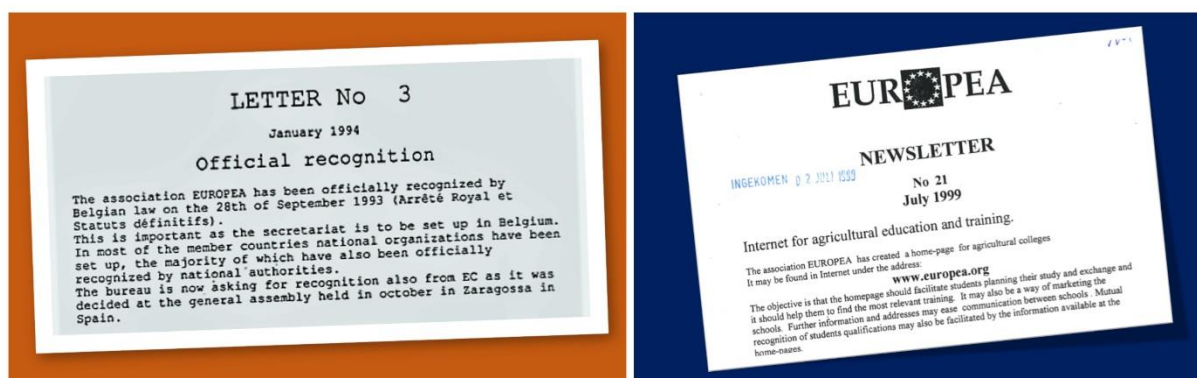 LETTER No 3
January 1994
Official recognition
The association EUROPEA has been officially recognized by
Belgian law on the 28th of September 1993 (Arrêté Royal et
Statuts définitifs).
This is important as the secretariat is to be set up in Belgium.
In most of the member countries national organizations have been
set up, the majority of which have also been officially
recognized by national authorities.
The bureau is now asking for recognition also from EC as it was
decided at the general assembly held in october in Zaragossa in
Spain.
EUR PEA
NEWSLETTER
INGEKOMEN 02 JULI 1999
No 21
July 1999
Internet for agricultural education and training.
The association EUROPEA has created a home-page for agricultural colleges
It may be found in Internet under the address:
www.europea.org
The objective is that the homepage should facilitate students planning their study and exchange and
it should help them to find the most relevant training. It may also be a way of marketing the
schools. Further information and addresses may ease communication between schools. Mutual
recognition of students qualifications may also be facilitated by the information available at the
home-pages.